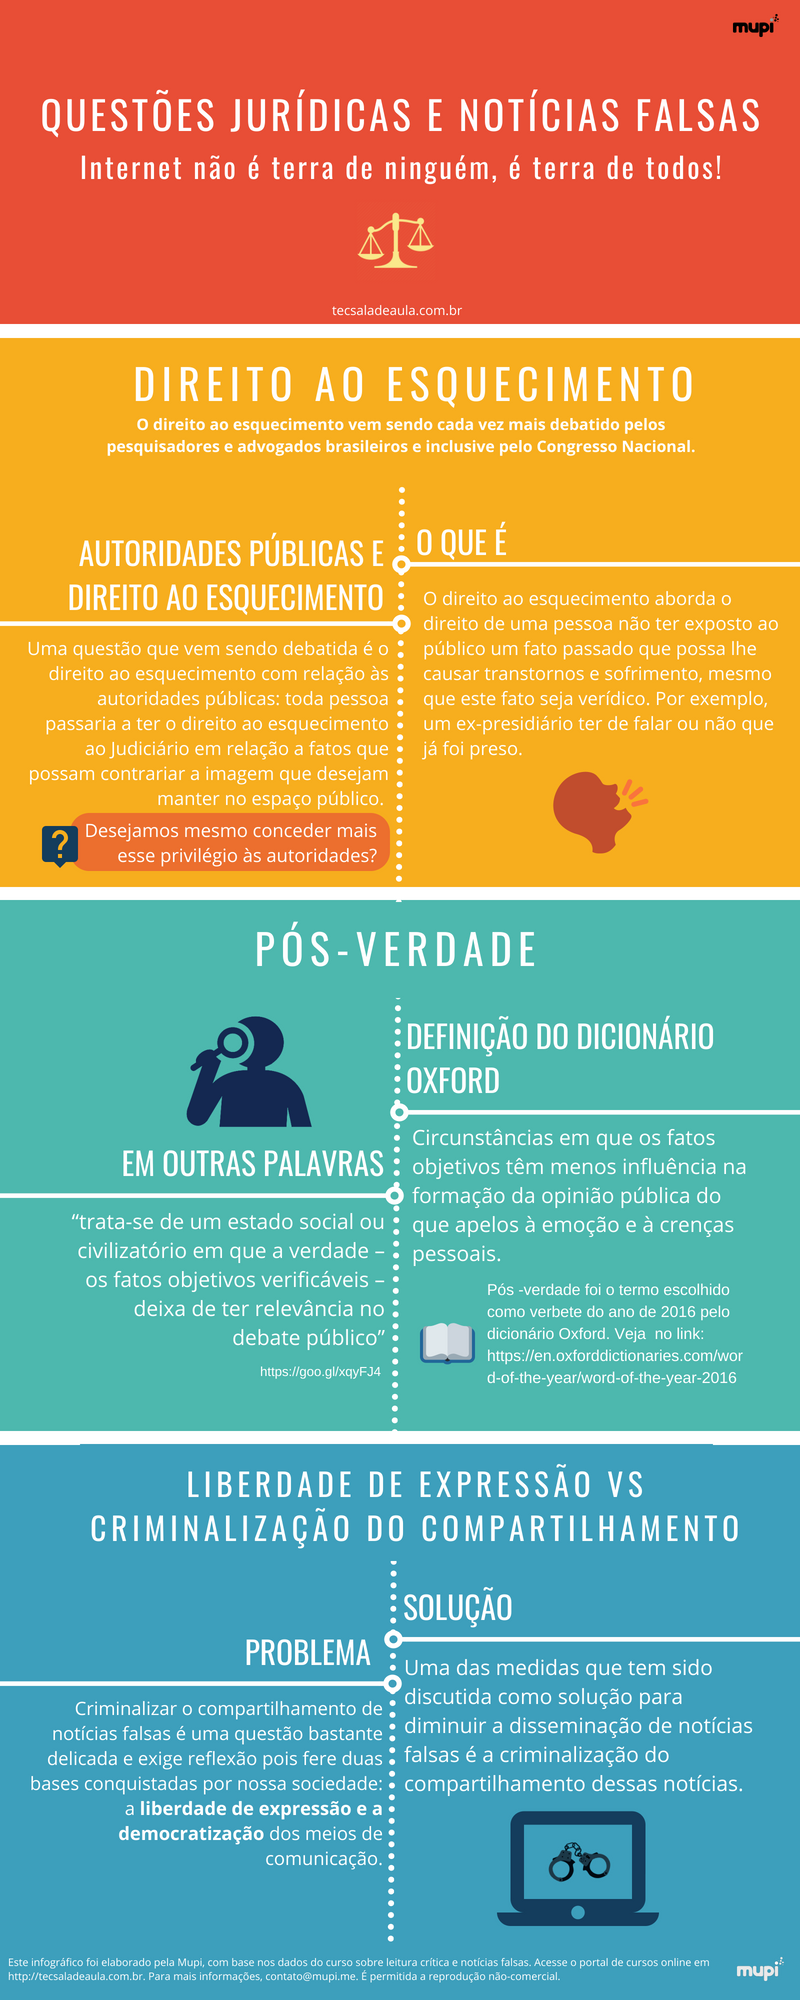 mupi
QUESTÕES JURÍDICAS E NOTÍCIAS FALSAS
Internet não é terra de ninguém, é terra de todos!
tecsaladeaula.com.br
DIREITO AO ESQUECIMENTO
O direito ao esquecimento vem sendo cada vez mais debatido pelos
pesquisadores e advogados brasileiros e inclusive pelo Congresso Nacional.
O QUE É
O direito ao esquecimento aborda o
direito de uma pessoa não ter exposto ao
público um fato passado que possa lhe
causar transtornos e sofrimento, mesmo
que este fato seja verídico. Por exemplo,
um ex-presidiário ter de falar ou não que
já foi preso.
AUTORIDADES PÚBLICAS E
DIREITO AO ESQUECIMENTO
Uma questão que vem sendo debatida é o
direito ao esquecimento com relação às
autoridades públicas: toda pessoa
passaria a ter o direito ao esquecimento
ao Judiciário em relação a fatos que
possam contrariar a imagem que desejam
manter no espaço público.
?
Desejamos mesmo conceder mais
esse privilégio às autoridades?
PÓS-VERDADE
DEFINIÇÃO DO DICIONÁRIO
OXFORD
Circunstâncias em que os fatos
objetivos têm menos influência na
formação da opinião pública do
que apelos à emoção e à crenças
pessoais.
Pós -verdade foi o termo escolhido
como verbete do ano de 2016 pelo
dicionário Oxford. Veja  no link:
https://en.oxforddictionaries.com/wor
d-of-the-year/word-of-the-year-2016
EM OUTRAS PALAVRAS
“trata-se de um estado social ou
civilizatório em que a verdade –
os fatos objetivos verificáveis –
deixa de ter relevância no
debate público”
https://goo.gl/xqyFJ4
LIBERDADE DE EXPRESSÃO VS
CRIMINALIZAÇÃO DO COMPARTILHAMENTO
SOLUÇÃO
Uma das medidas que tem sido
discutida como solução para
diminuir a disseminação de notícias
falsas é a criminalização do
compartilhamento dessas notícias.
PROBLEMA
Criminalizar o compartilhamento de
notícias falsas é uma questão bastante
delicada e exige reflexão pois fere duas
bases conquistadas por nossa sociedade:
a liberdade de expressão e a
democratização dos meios de
comunicação.
Este infográfico foi elaborado pela Mupi, com base nos dados do curso sobre leitura crítica e notícias falsas. Acesse o portal de cursos online em
http://tecsaladeaula.com.br. Para mais informações, contato@mupi.me. É permitida a reprodução não-comercial.
mupi